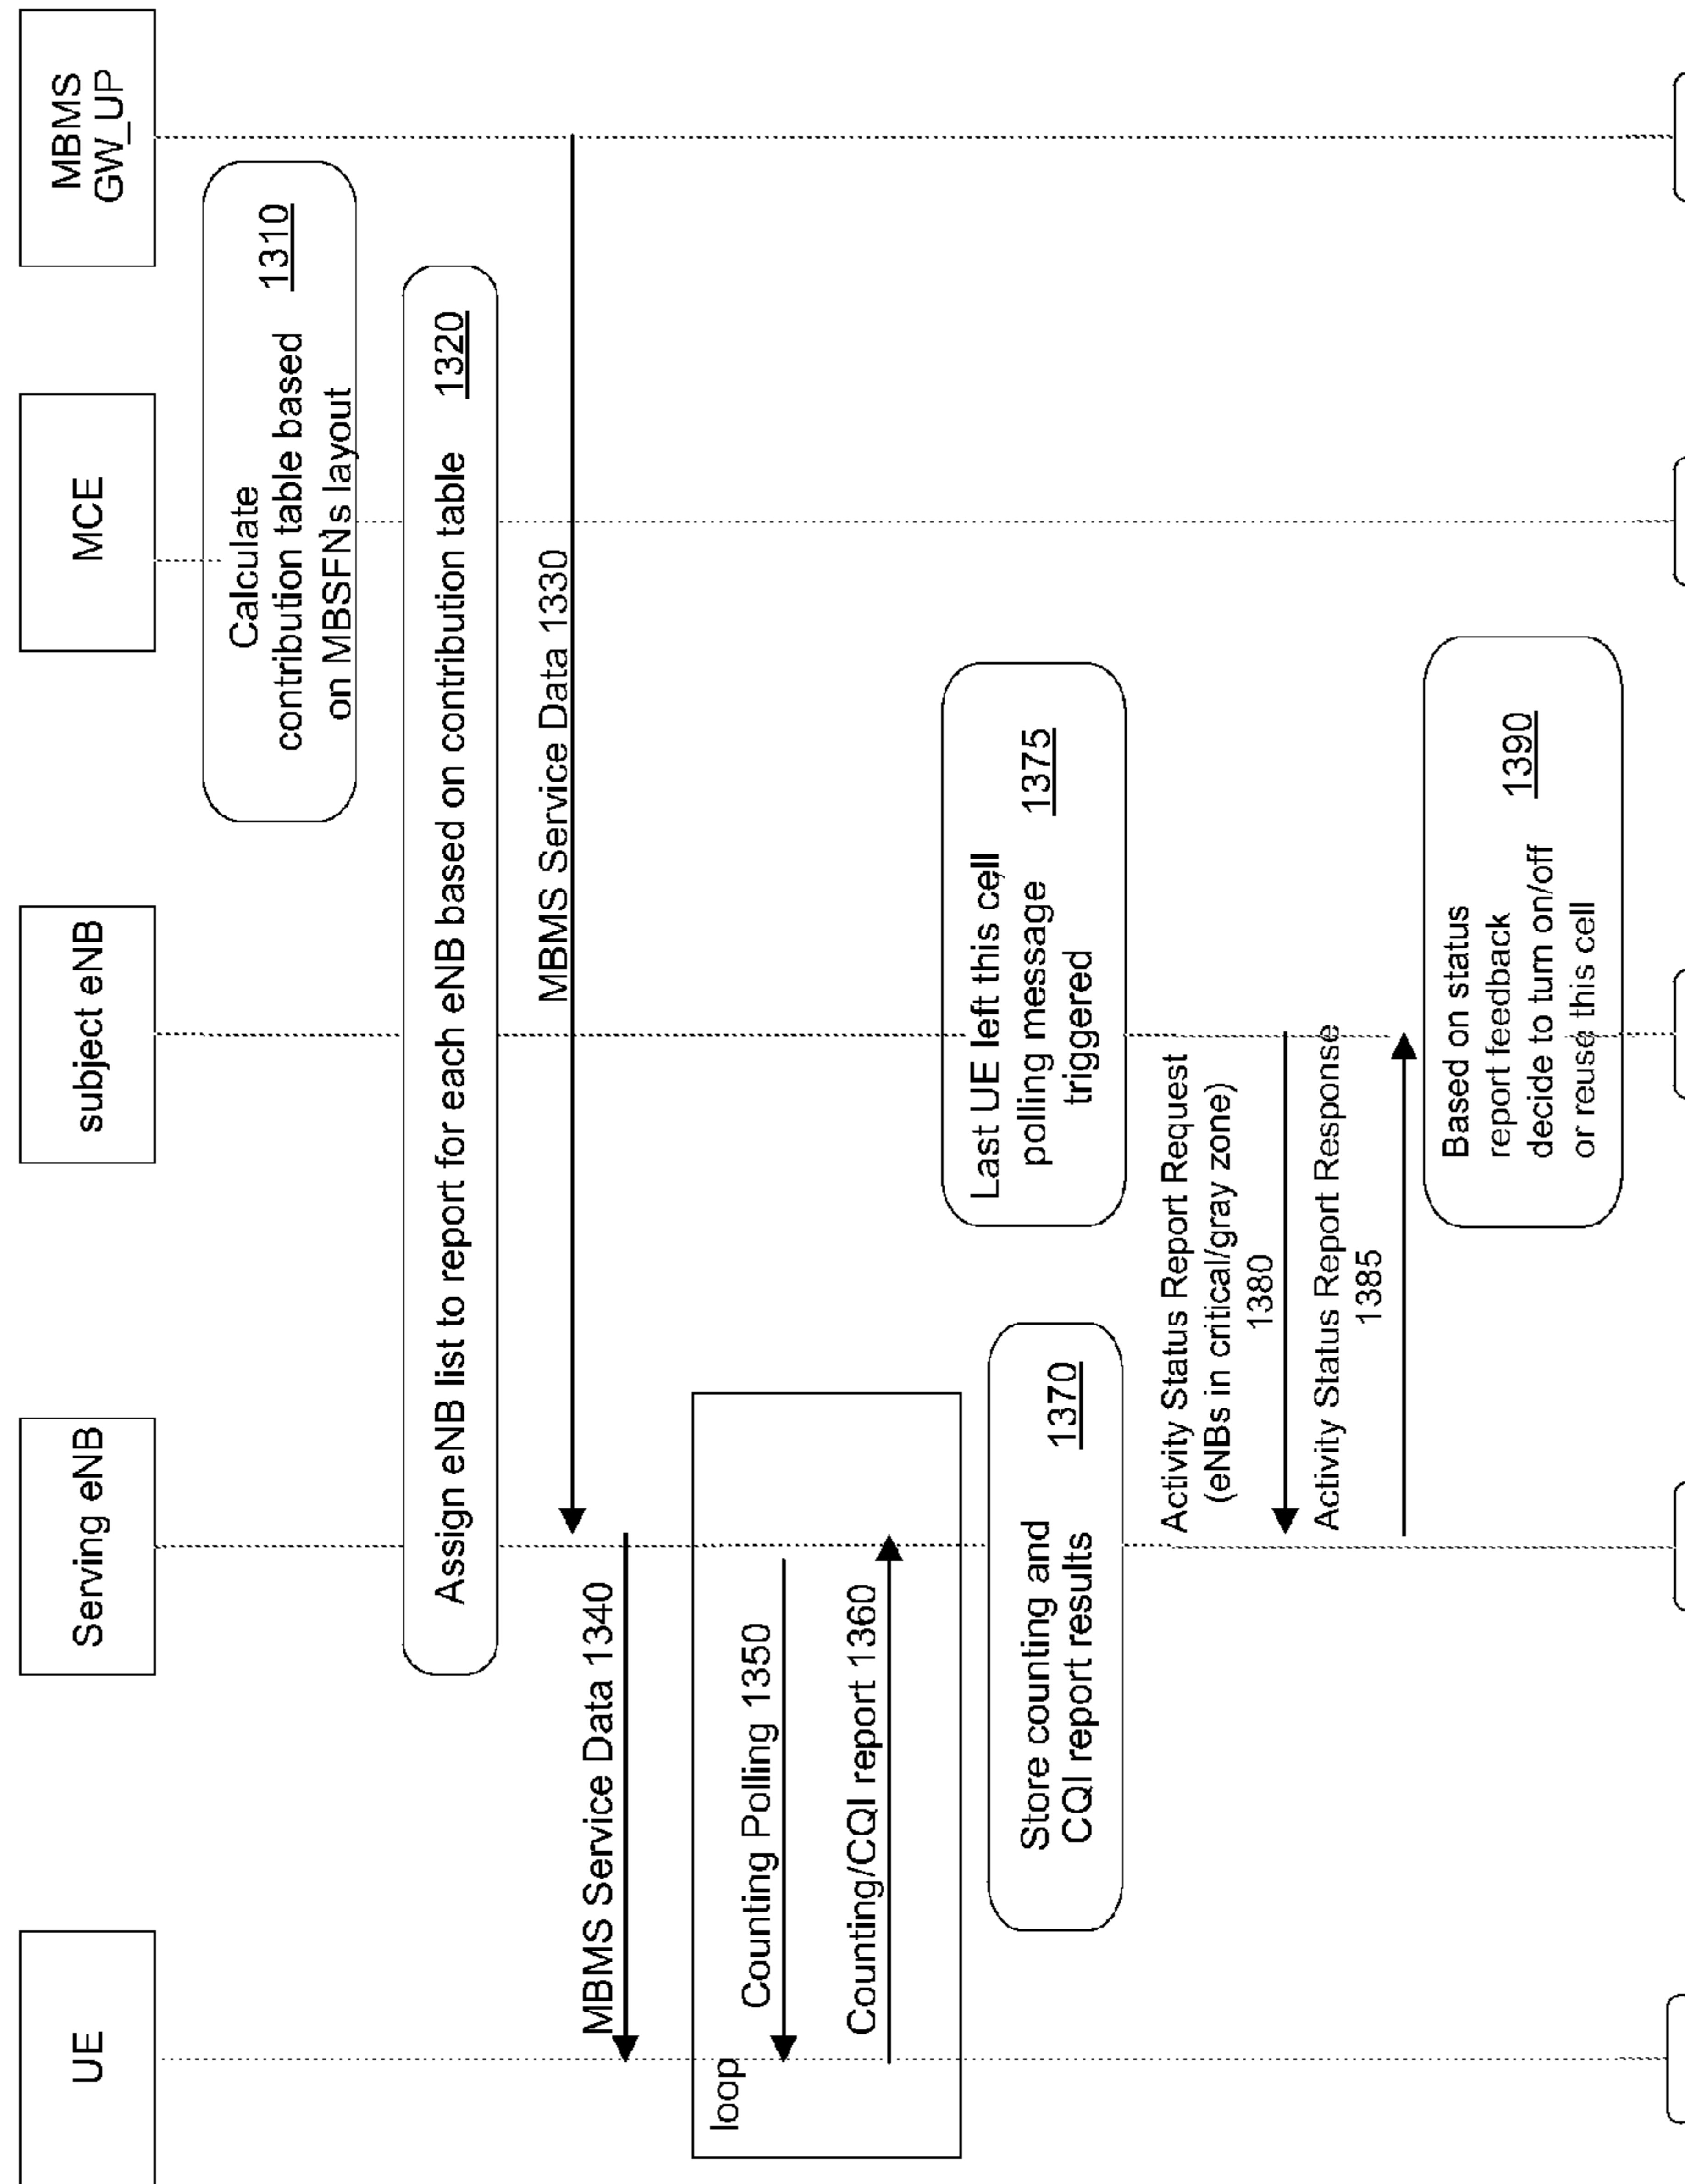 UE
Serving eNB
subject eNB
MCE
MBMS
GW_UP
Calculate
contribution table based
on MBSFNs layout
1310
Assign eNB list to report for each eNB based on contribution table 1320
MBMS Service Data 1330
MBMS Service Data 1340
loop
Counting Polling 1350
Counting/CQI report 1360
Store counting and
CQI report results
1370
Last UE left this cell
polling message 1375
triggered
Activity Status Report Request
(eNBs in critical/gray zone)
1380
Activity Status Report Response
1385
Based on status
report feedback
decide to turn on/off
or reuse this cell
1390